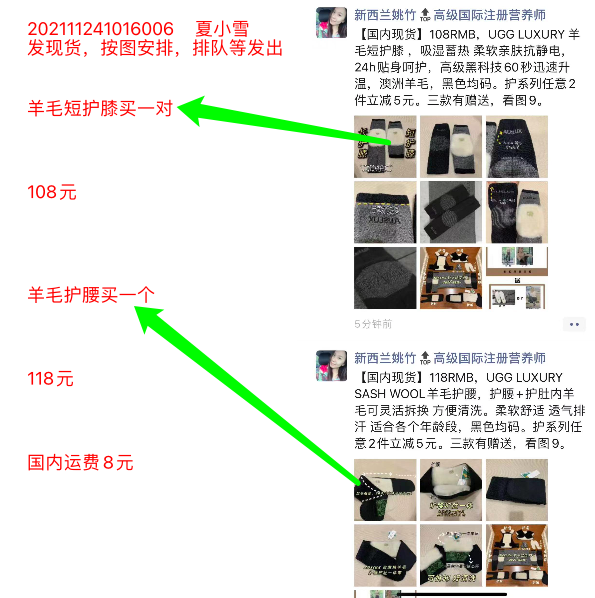 202111241016006 夏小雪
发现货，按图安排，排队等发出
羊毛短护膝买一对
108元
羊毛护腰买一个
118元
国内运费8元
新西兰姚竹🔝高级国际注册营养师
【国内现货】108RMB，UGG LUXURY 羊
毛短护膝 ，吸湿蓄热 柔软亲肤抗静电，
24h贴身呵护，高级黑科技60秒迅速升
温，澳洲羊毛，黑色均码。护系列任意2
件立减5元。三款有赠送，看图9。
长护膝
短护膝
5分钟前
新西兰姚竹🔝高级国际注册营养师
【国内现货】118RMB，UGG LUXURY
SASH WOOL羊毛护腰，护腰+护肚内羊
毛可灵活拆换 方便清洗。柔软舒适 透气排
汗 适合各个年龄段，黑色均码。护系列任
意2件立减5元。三款有赠送，看图9。